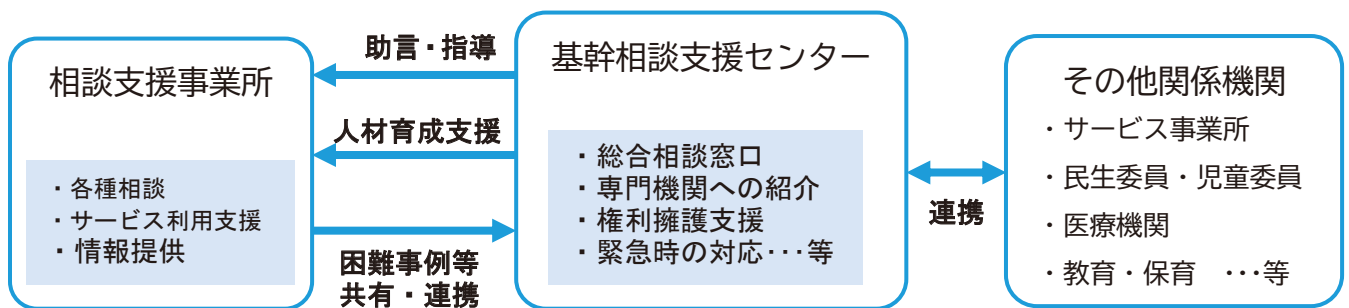 相談支援事業所
・各種相談
・サービス利用支援
・情報提供
助言・指導
人材育成支援
困難事例等
共有・連携
基幹相談支援センター
・総合相談窓口
・専門機関への紹介
・権利擁護支援
・緊急時の対応･･･等
連携
その他関係機関
・サービス事業所
・民生委員・児童委員
・医療機関
・教育・保育　･･･等